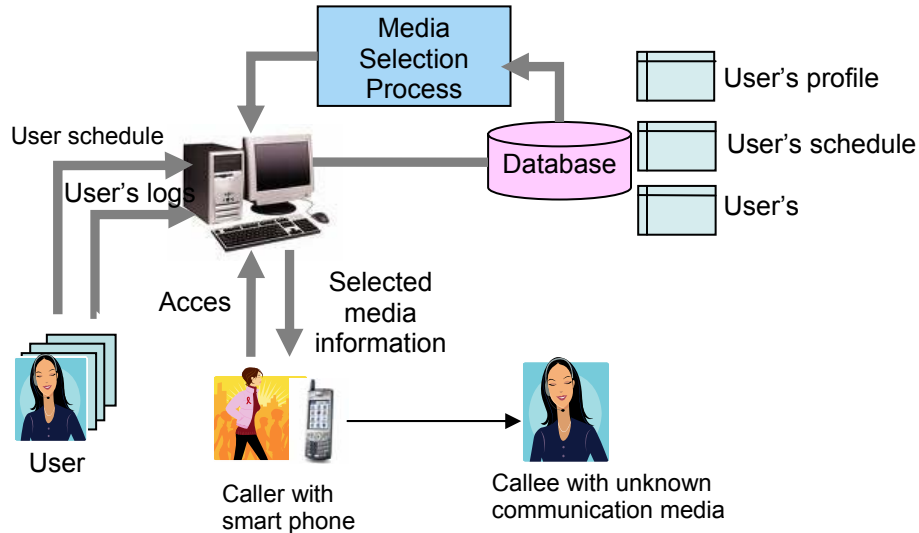 Media
Selection
Process
User's profile
User schedule
Database
User's schedule
User's logs
User's
Acces
Selected
media
information
User
Caller with
smart phone
Callee with unknown
communication media